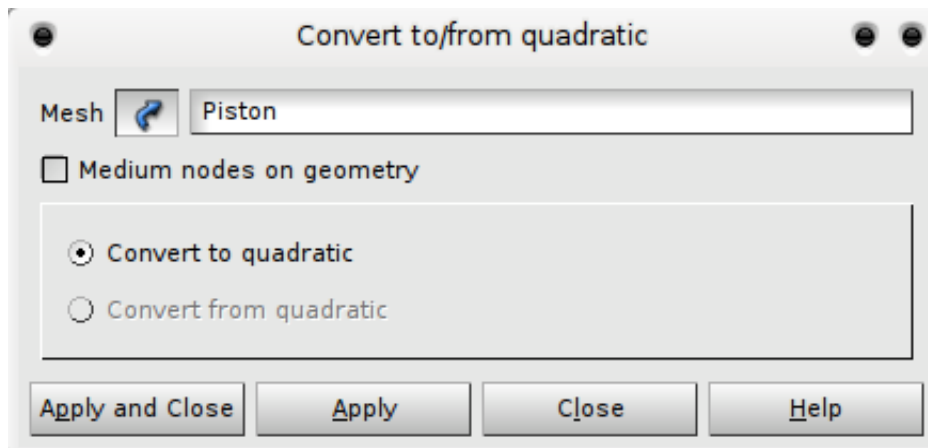 Convert to/from quadratic
Mesh Piston
Medium nodes on geometry
Convert to quadratic
Convert from quadratic
Apply and Close Apply Close Help